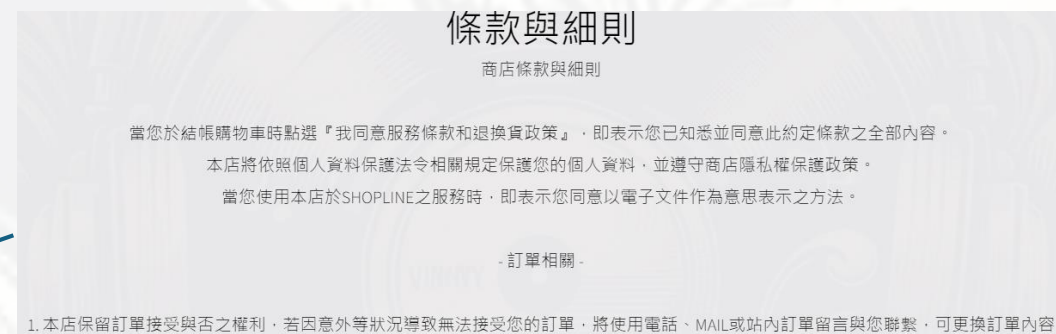 條款與細則
商店條款與細則
當您於結帳購物車時點選『我同意服務條款和退換貨政策』，即表示您已知悉並同意此約定條款之全部內容。
本店將依照個人資料保護法令相關規定保護您的個人資料，並遵守商店隱私權保護政策。
當您使用本店於SHOPLINE之服務時，即表示您同意以電子文件作為意思表示之方法。
- 訂單相關 -
1. 本店保留訂單接受與否之權利，若因意外等狀況導致無法接受您的訂單，將使用電話、MAIL或站內訂單留言與您聯繫，可更換訂單內容